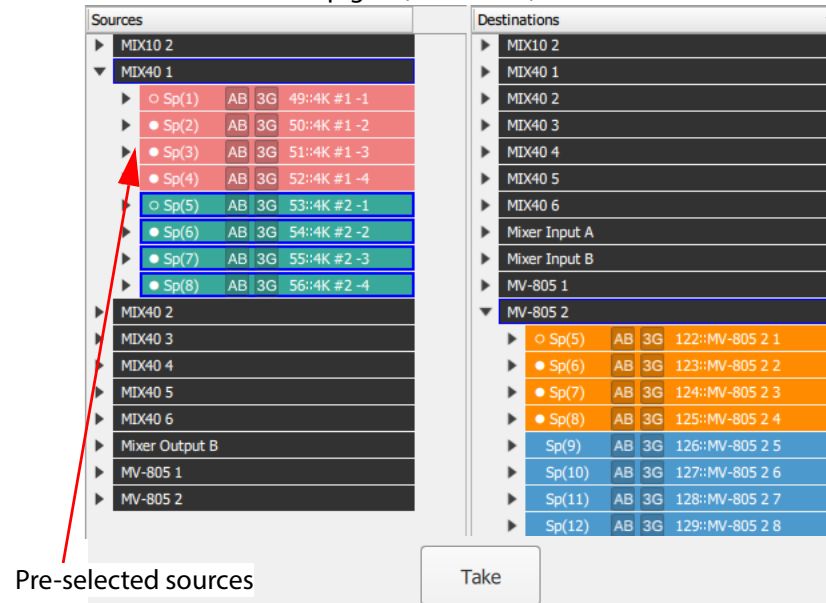 Sources
MIX10 2
MIX40 1
Sp(1) AB 3G 49::4K #1 -1
Sp(2) AB 3G 50::4K #1 -2
Sp(3) AB 3G 51::4K #1 -3
Sp(4) AB 3G 52::4K #1 -4
Sp(5) AB 3G 53::4K #2 -1
Sp(6) AB 3G 54::4K #2 -2
Sp(7) AB 3G 55::4K #2 -3
Sp(8) AB 3G 56::4K #2 -4
MIX40 2
MIX40 3
MIX40 4
MIX40 5
MIX40 6
Mixer Output B
MV-805 1
MV-805 2
Destinations
MIX10 2
MIX40 1
MIX40 2
MIX40 3
MIX40 4
MIX40 5
MIX40 6
Mixer Input A
Mixer Input B
MV-805 1
MV-805 2
Sp(5) AB 3G 122::MV-805 2 1
Sp(6) AB 3G 123::MV-805 2 2
Sp(7) AB 3G 124::MV-805 2 3
Sp(8) AB 3G 125::MV-805 2 4
Sp(9) AB 3G 126::MV-805 2 5
Sp(10) AB 3G 127::MV-805 2 6
Sp(11) AB 3G 128::MV-805 2 7
Sp(12) AB 3G 129::MV-805 2 8
Pre-selected sources
Take